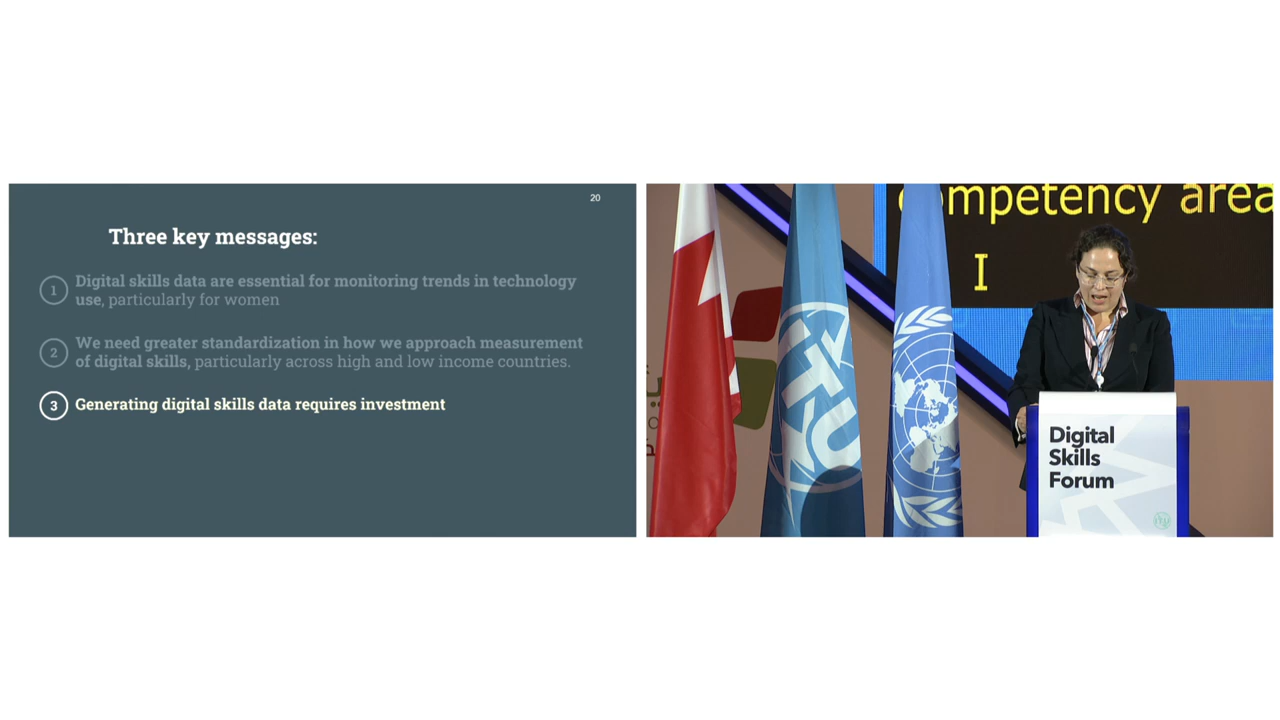 20
Three key messages:
1 Digital skills data are essential for monitoring trends in technology
use, particularly for women
2 We need greater standardization in how we approach measurement
of digital skills, particularly across high and low income countries.
3 Generating digital skills data requires investment
competency area
I
ITU
Digital
Skills
Forum